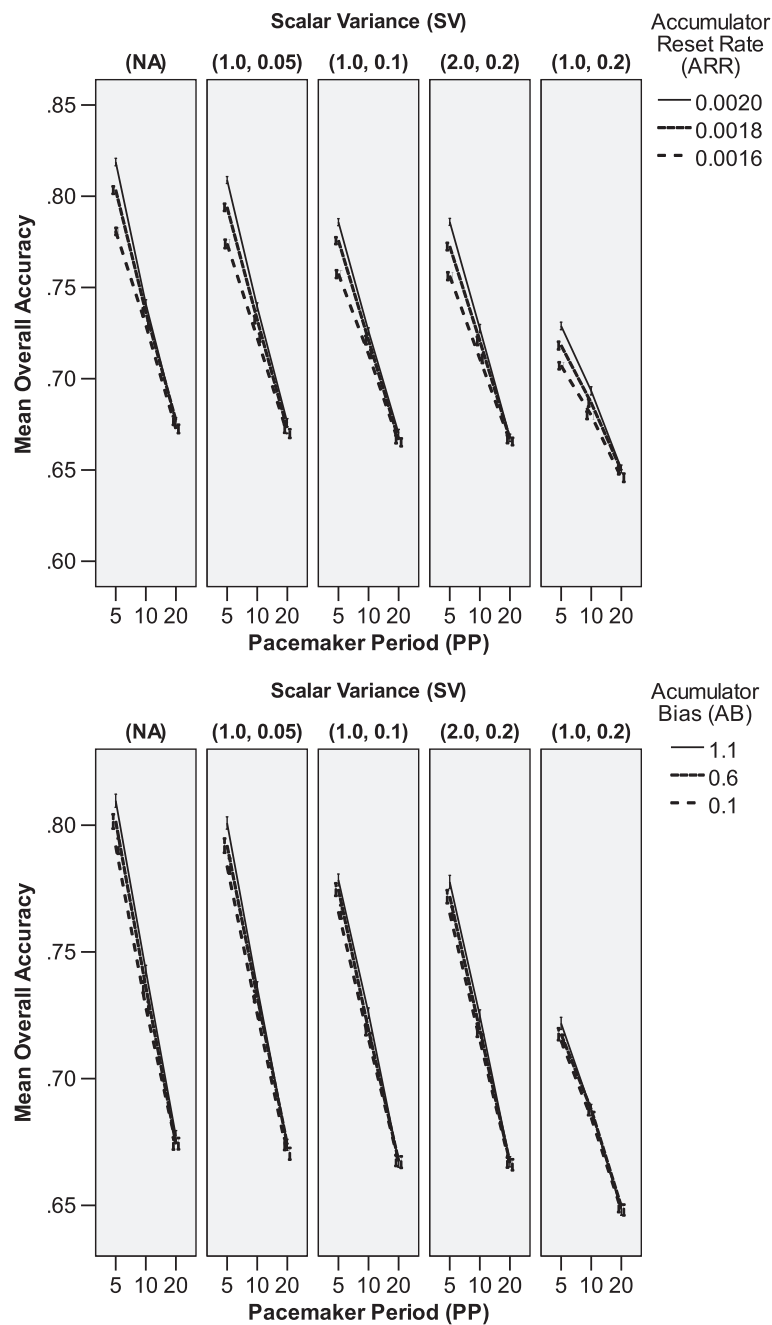 Scalar Variance (SV)
Accumulator
Reset Rate
(ARR)
(NA) (1.0, 0.05) (1.0, 0.1) (2.0, 0.2) (1.0, 0.2)
0.0020
0.0018
0.0016
.85
.80
.75
.70
.65
.60
Mean Overall Accuracy
5 10 20 5 10 20 5 10 20 5 10 20 5 10 20
Pacemaker Period (PP)
Scalar Variance (SV)
Acumulator
Bias (AB)
(NA) (1.0, 0.05) (1.0, 0.1) (2.0, 0.2) (1.0, 0.2)
1.1
0.6
0.1
.80
.75
.70
.65
Mean Overall Accuracy
5 10 20 5 10 20 5 10 20 5 10 20 5 10 20
Pacemaker Period (PP)